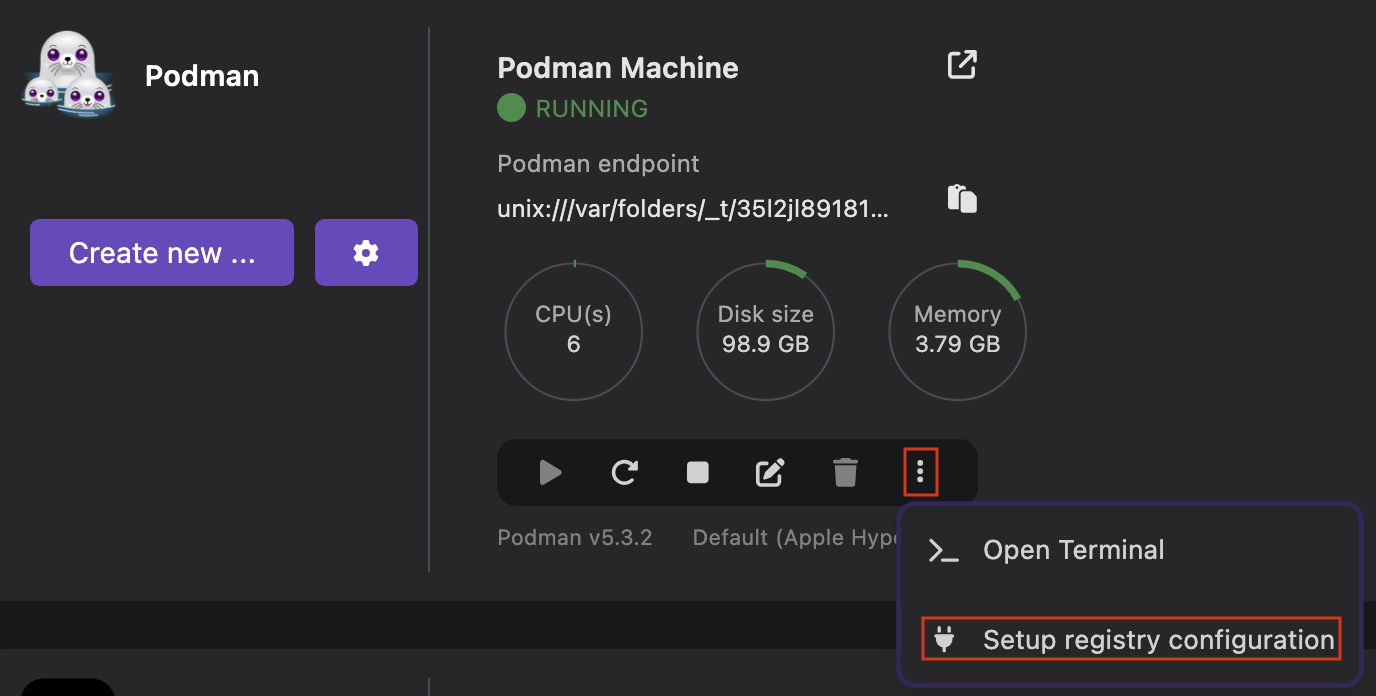 Podman
Create new ...
Podman Machine
RUNNING
Podman endpoint
unix:///var/folders/_t/35l2jl89181...
CPU(s)
6
Disk size
98.9 GB
Memory
3.79 GB
Podman v5.3.2
Default (Apple Hype
Open Terminal
Setup registry configuration